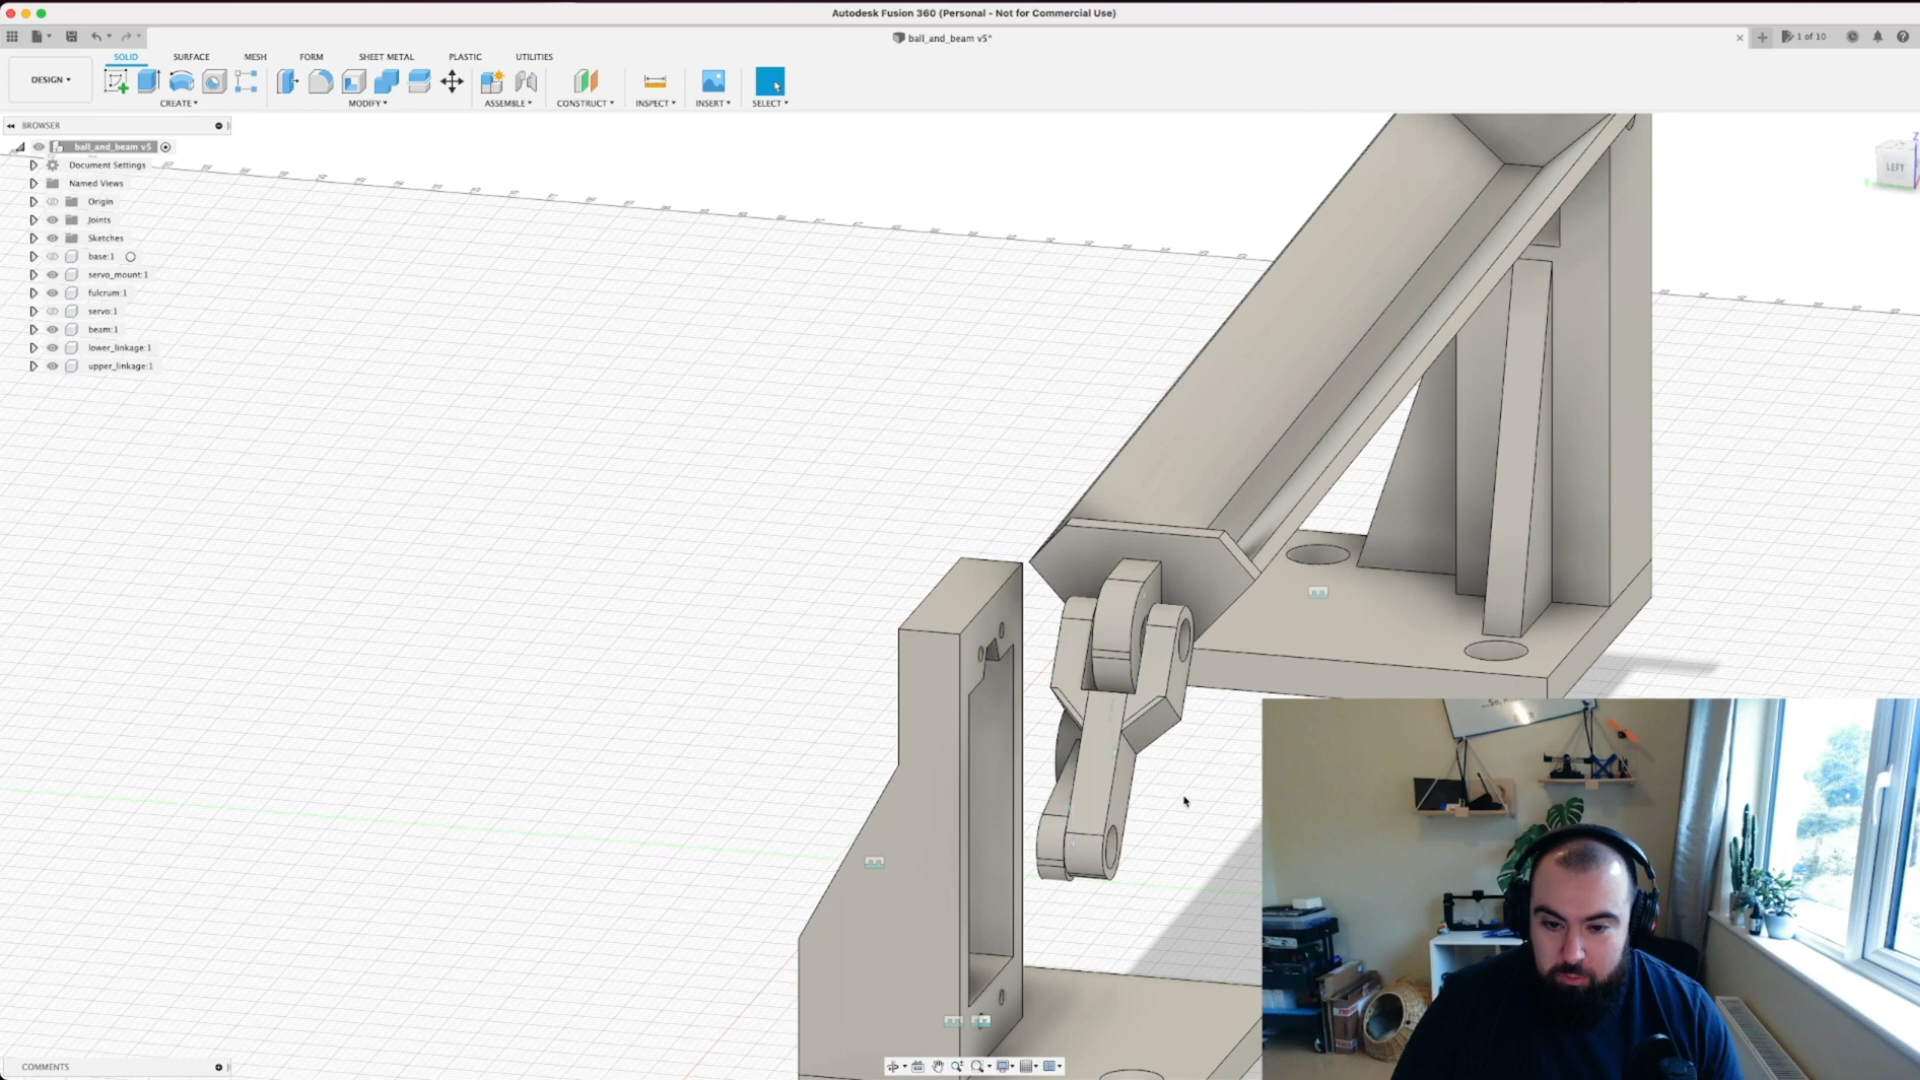 Autodesk Fusion 360 (Personal - Not for Commercial Use)
ball_and_beam v5*
1 of 10
SOLID SURFACE MESH FORM SHEET METAL PLASTIC UTILITIES
DESIGN
CREATE MODIFY ASSEMBLE CONSTRUCT INSPECT INSERT SELECT
BROWSER
ball_and_beam v5
Document Settings
Named Views
Origin
Joints
Sketches
base:1
servo_mount:1
fulcrum:1
servo:1
beam:1
lower_linkage:1
upper_linkage:1
Z
LEFT
Y
...So,
COMMENTS